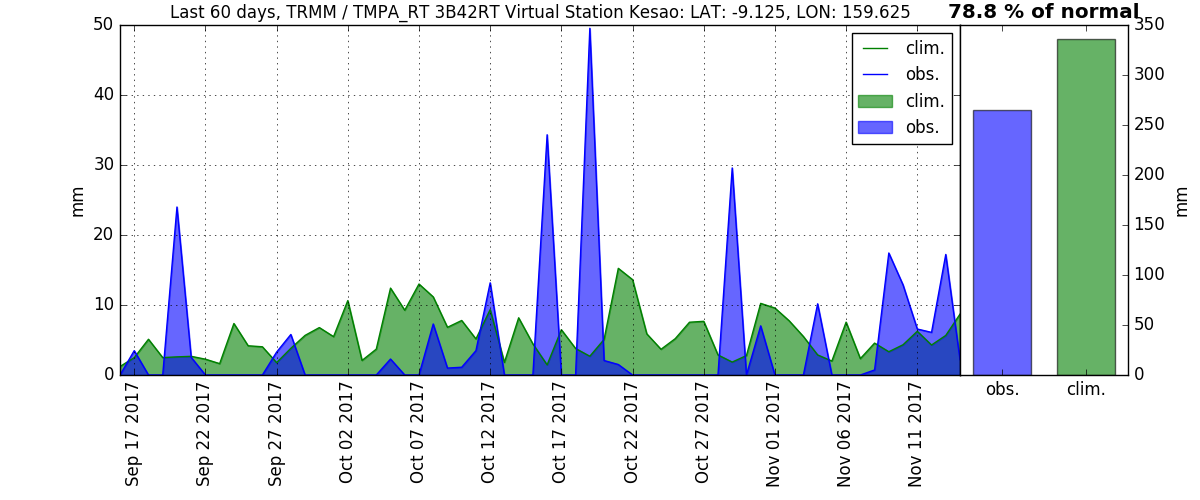 Last 60 days, TRMM / TMPA_RT 3B42RT Virtual Station Kesao: LAT: -9.125, LON: 159.625
78.8 % of normal
50
40
30
20
10
0
mm
clim.
obs.
clim.
obs.
350
300
250
200
150
100
50
0
mm
obs.
clim.
Sep 17 2017
Sep 22 2017
Sep 27 2017
Oct 02 2017
Oct 07 2017
Oct 12 2017
Oct 17 2017
Oct 22 2017
Oct 27 2017
Nov 01 2017
Nov 06 2017
Nov 11 2017